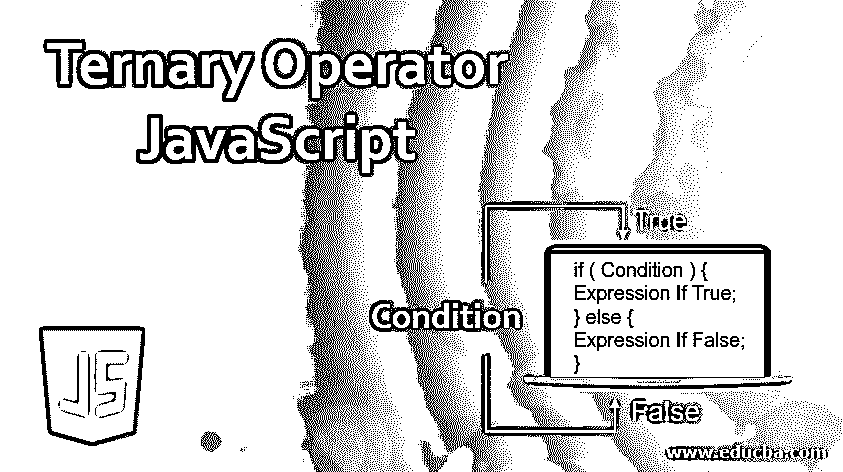 Ternary Operator
JavaScript
True
if ( Condition ) {
Expression If True;
} else {
Expression If False;
}
Condition
JS
False
www.educba.com